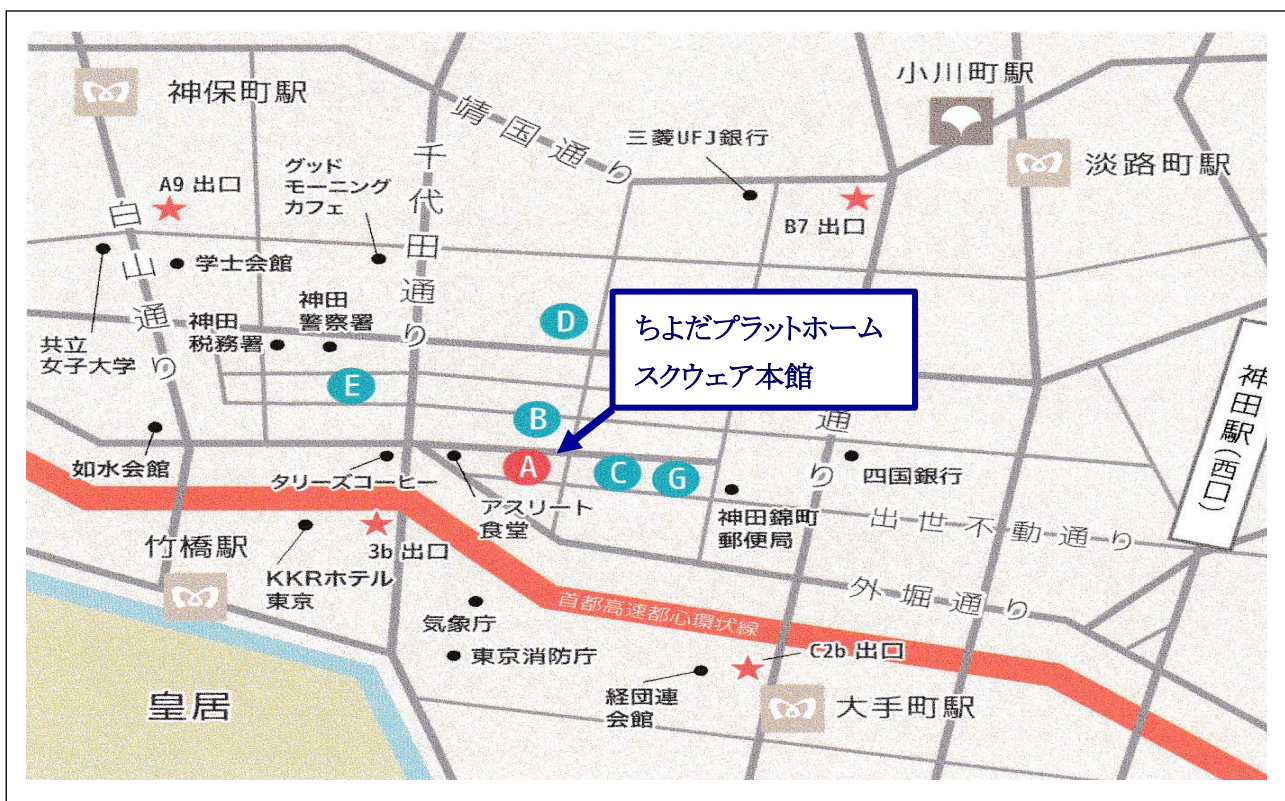 神保町駅
小川町駅
靖国通り
三菱UFJ銀行
千代田通り
グッド
モーニング
カフェ
淡路町駅
A9 出口
B7 出口
白山通り
学士会館
神田
警察署
神田
税務署
共立
女子大学
D
ちよだプラットホーム
スクウェア本館
E
B
神田駅(西口)
通り
如水会館
タリーズコーヒー
A
C
G
四国銀行
アスリート
食堂
神田錦町
郵便局
出世不動通り
竹橋駅
3b 出口
KKRホテル
東京
外堀通り
首都高速都心環状線
気象庁
東京消防庁
C2b 出口
経団連
会館
大手町駅
皇居